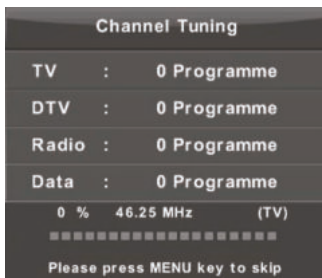 Channel Tuning
TV : 0 Programme
DTV : 0 Programme
Radio : 0 Programme
Data : 0 Programme
0 % 46.25 MHz (TV)
Please press MENU key to skip